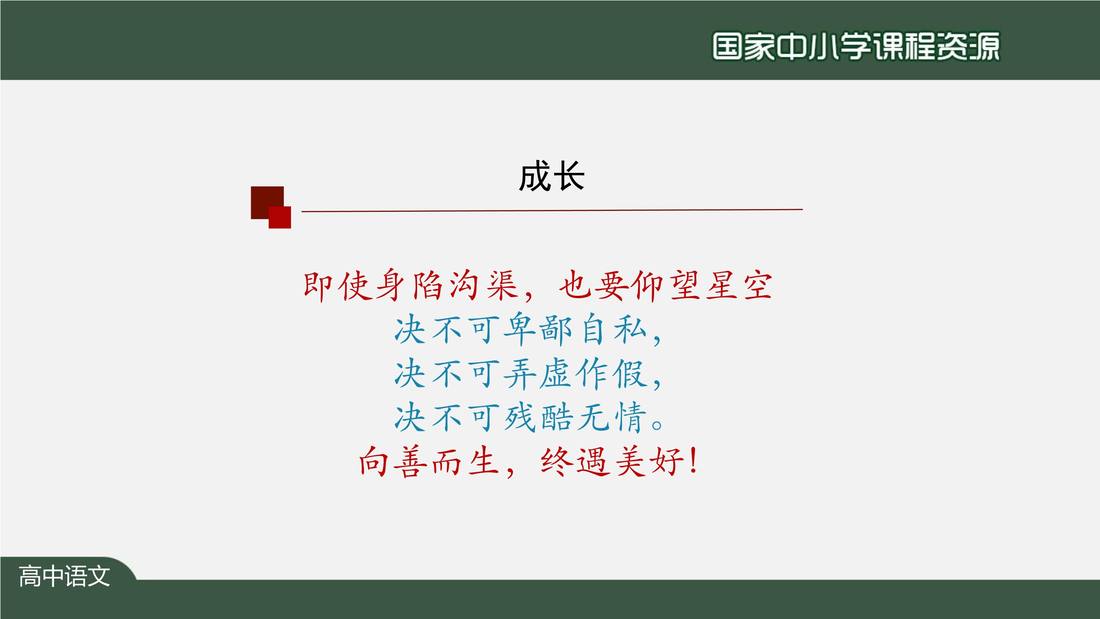 国家中小学课程资源
成长
即使身陷沟渠，也要仰望星空
决不可卑鄙自私，
决不可弄虚作假，
决不可残酷无情。
向善而生，终遇美好！
高中语文